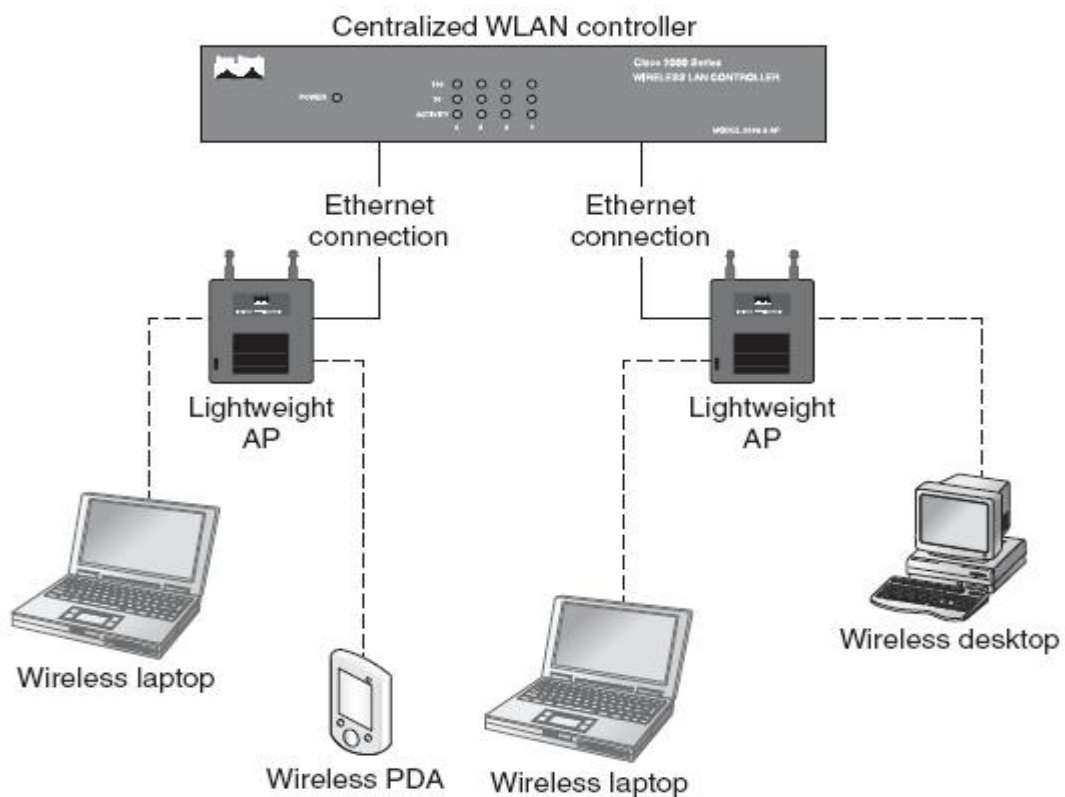 Centralized WLAN controller
Cisco 2000 Series
WIRELESS LAN CONTROLLER
POWER
ACTIVITY
Ethernet
connection
Ethernet
connection
Lightweight
AP
Lightweight
AP
Wireless laptop
Wireless PDA
Wireless laptop
Wireless desktop